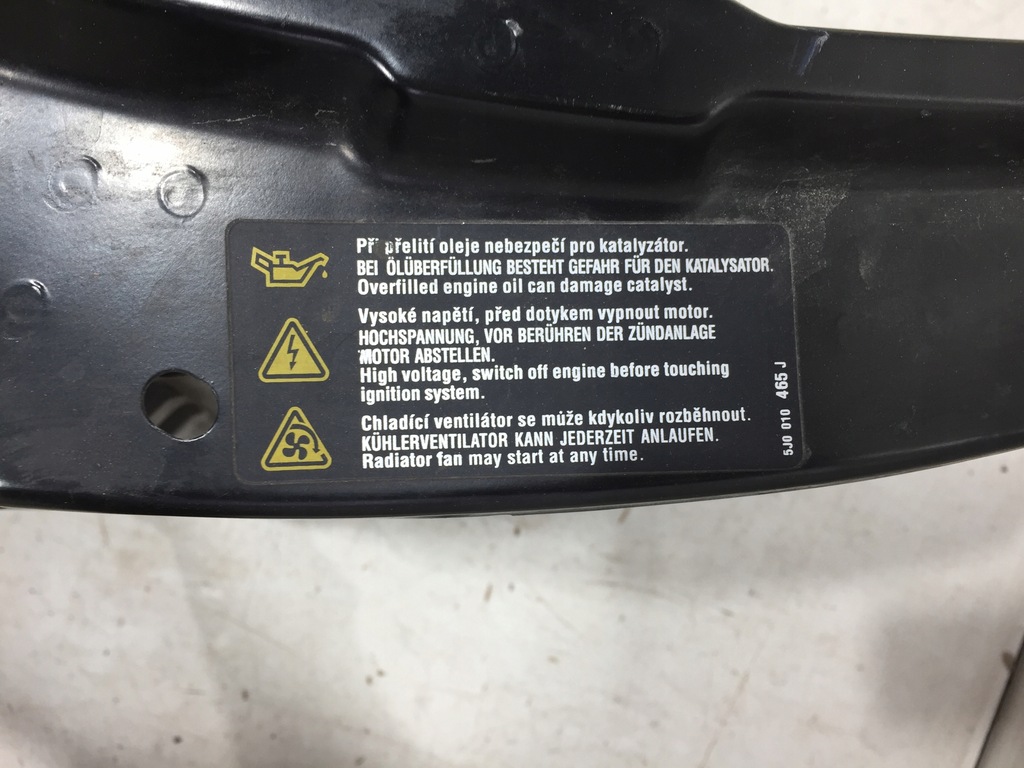 Př přelití oleje nebezpečí pro katalyzátor.
BEI ÖLÜBERFÜLLUNG BESTEHT GEFAHR FÜR DEN KATALYSATOR.
Overfilled engine oil can damage catalyst.
Vysoké napětí, před dotykem vypnout motor.
HOCHSPANNUNG, VOR BERÜHREN DER ZÜNDANLAGE
MOTOR ABSTELLEN.
High voltage, switch off engine before touching
ignition system.
Chladící ventilátor se může kdykoliv rozběhnout.
KÜHLERVENTILATOR KANN JEDERZEIT ANLAUFEN.
Radiator fan may start at any time.
5J0 010 465 J